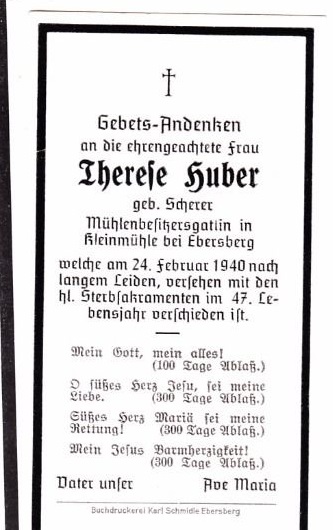 Gebets-Andenken
an die ehrengeachtete Frau
Therese Huber
geb. Scherer
Mühlenbesitzersgattin in
Kleinmühle bei Ebersberg
welche am 24. Februar 1940 nach
langem Leiden, versehen mit den
hl. Sterbsakramenten im 47. Le-
bensjahr verschieden ist.
Mein Gott, mein alles!
(100 Tage Ablaß.)
O süßes Herz Jesu, sei meine
Liebe. (300 Tage Ablaß.)
Süßes Herz Mariä sei meine
Rettung! (300 Tage Ablaß.)
Mein Jesus Barmherzigkeit!
(300 Tage Ablaß.)
Vater unser Ave Maria
Buchdruckerei Karl Schmidle Ebersberg